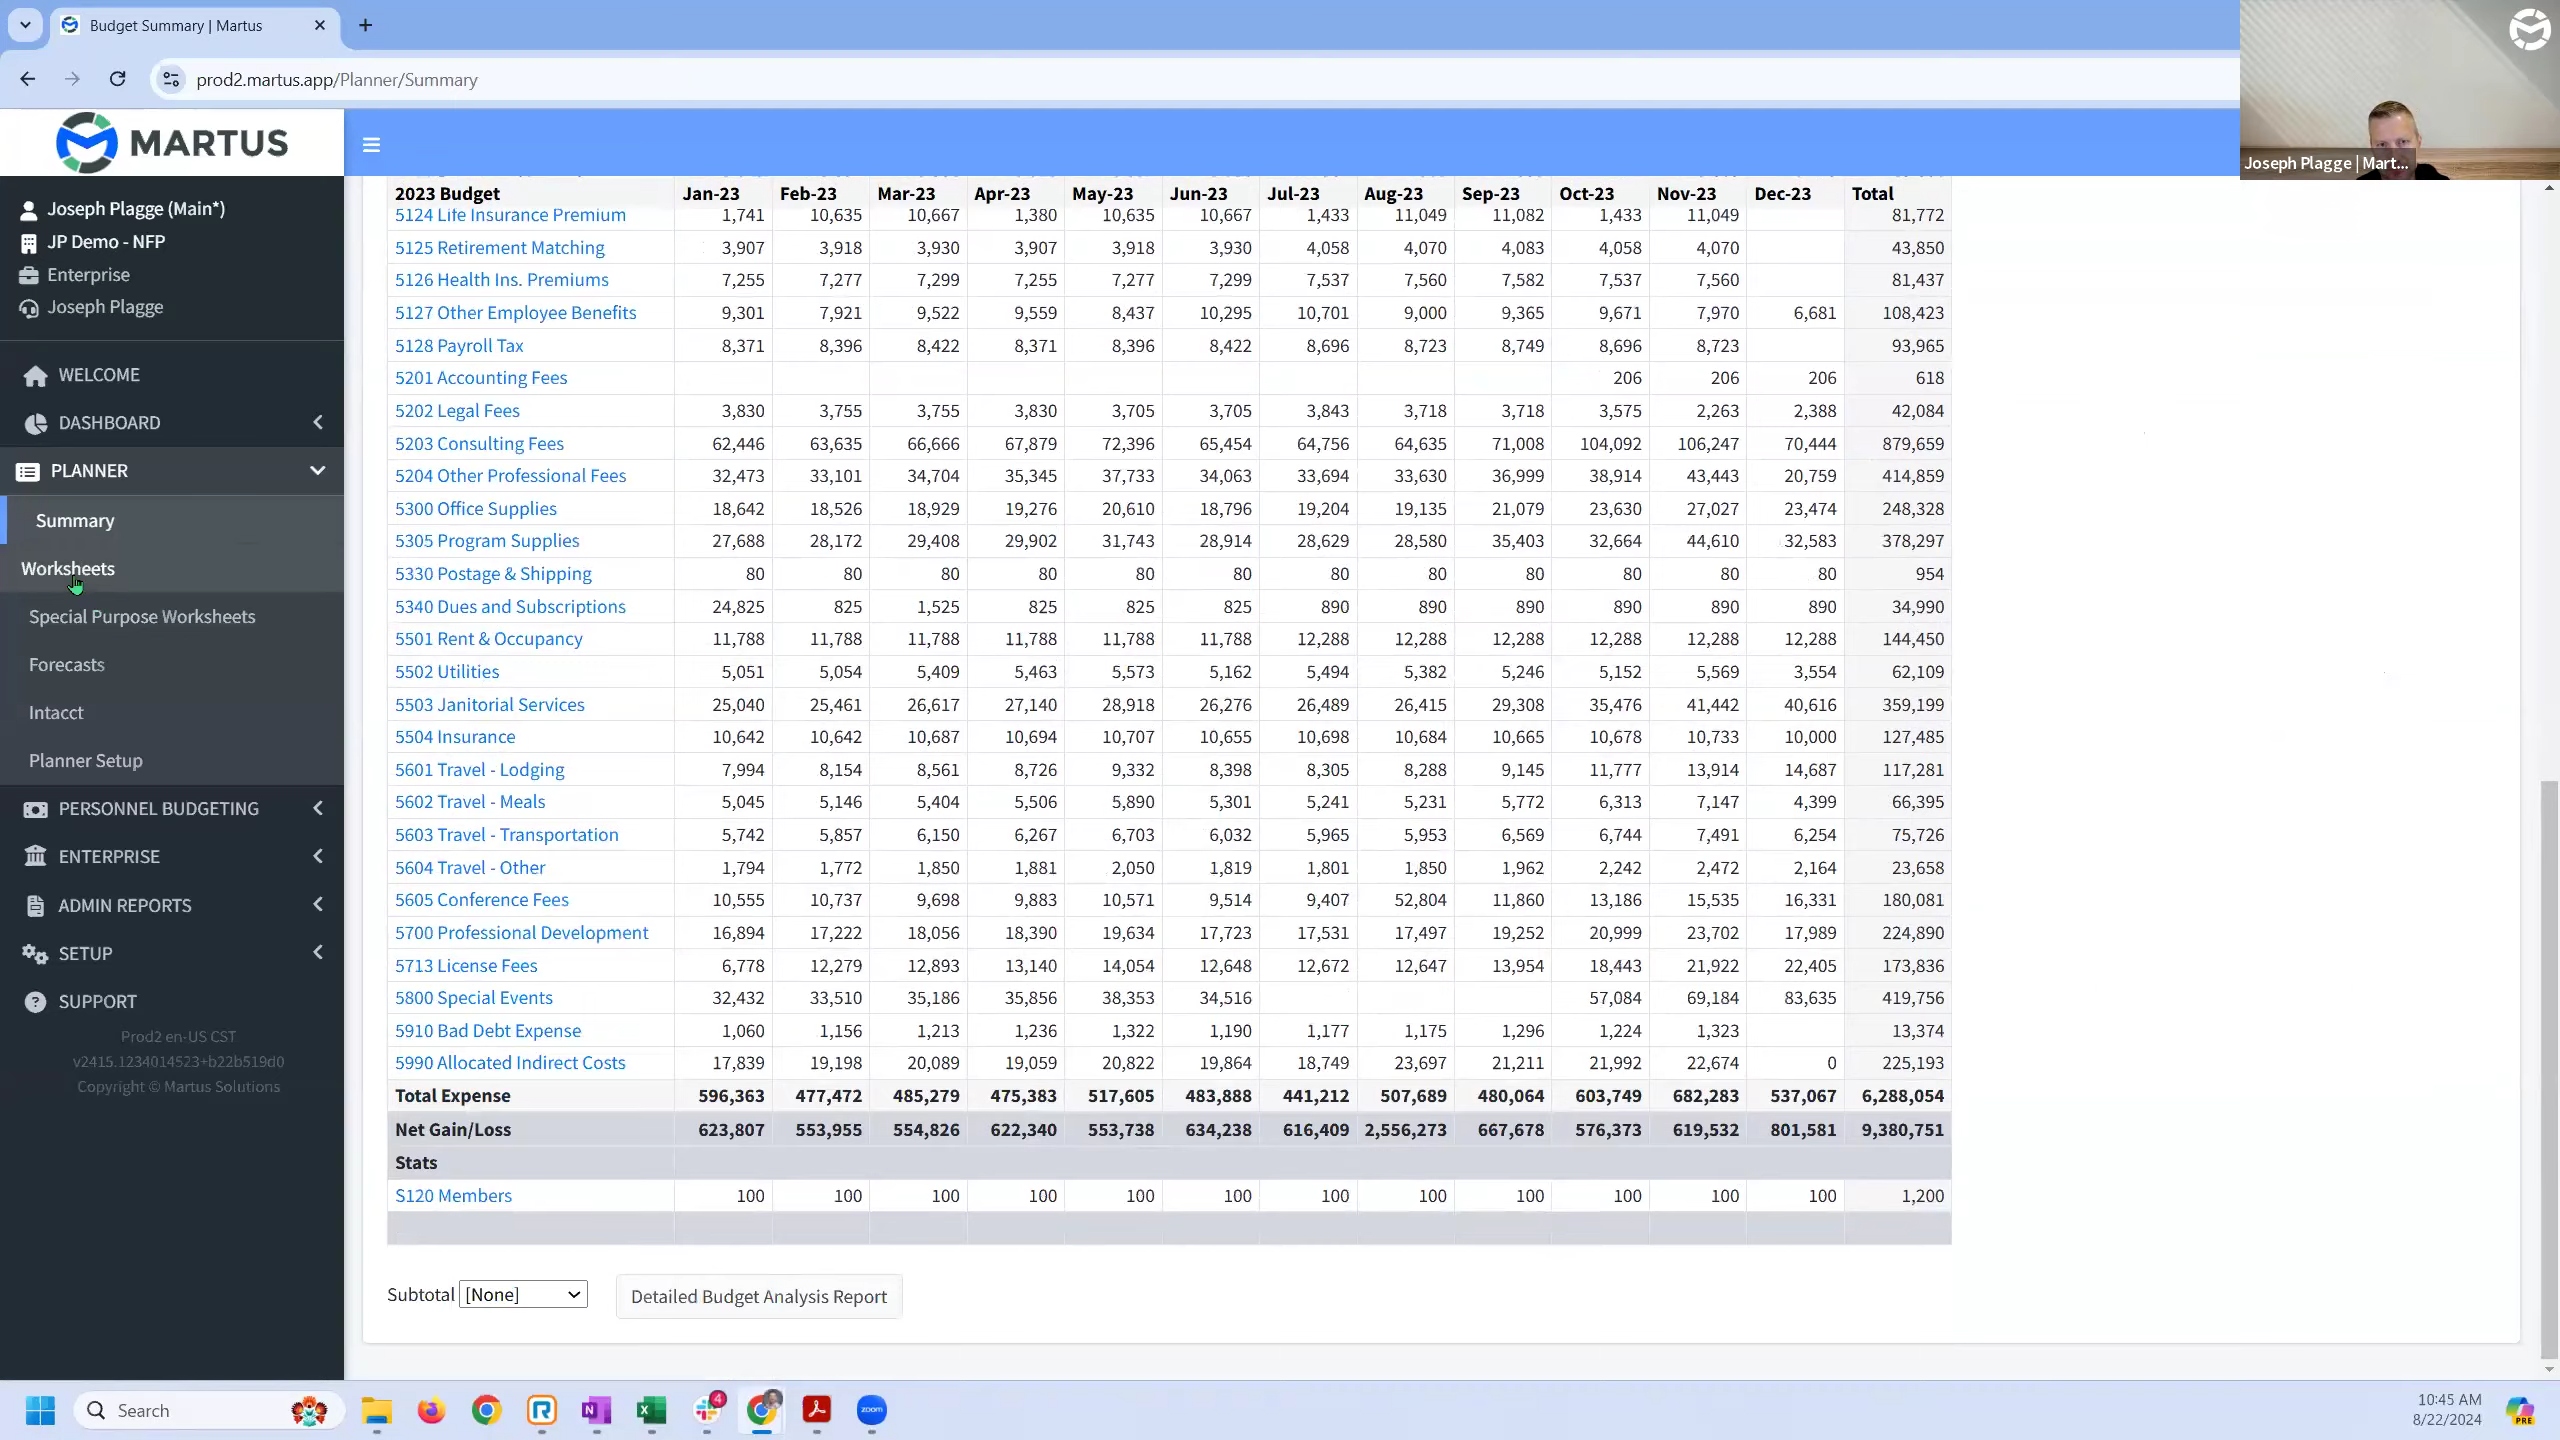 Budget Summary | Martus
prod2.martus.app/Planner/Summary
MARTUS
Joseph Plagge | Mart...
Joseph Plagge (Main*)
JP Demo - NFP
Enterprise
Joseph Plagge
WELCOME
DASHBOARD
PLANNER
Summary
Worksheets
Special Purpose Worksheets
Forecasts
Intacct
Planner Setup
PERSONNEL BUDGETING
ENTERPRISE
ADMIN REPORTS
SETUP
SUPPORT
Prod2 en-US CST
v2415.1234014523+b22b519d0
Copyright © Martus Solutions
2023 Budget Jan-23 Feb-23 Mar-23 Apr-23 May-23 Jun-23 Jul-23 Aug-23 Sep-23 Oct-23 Nov-23 Dec-23 Total
5124 Life Insurance Premium 1,741 10,635 10,667 1,380 10,635 10,667 1,433 11,049 11,082 1,433 11,049 81,772
5125 Retirement Matching 3,907 3,918 3,930 3,907 3,918 3,930 4,058 4,070 4,083 4,058 4,070 43,850
5126 Health Ins. Premiums 7,255 7,277 7,299 7,255 7,277 7,299 7,537 7,560 7,582 7,537 7,560 81,437
5127 Other Employee Benefits 9,301 7,921 9,522 9,559 8,437 10,295 10,701 9,000 9,365 9,671 7,970 6,681 108,423
5128 Payroll Tax 8,371 8,396 8,422 8,371 8,396 8,422 8,696 8,723 8,749 8,696 8,723 93,965
5201 Accounting Fees 206 206 206 618
5202 Legal Fees 3,830 3,755 3,755 3,830 3,705 3,705 3,843 3,718 3,718 3,575 2,263 2,388 42,084
5203 Consulting Fees 62,446 63,635 66,666 67,879 72,396 65,454 64,756 64,635 71,008 104,092 106,247 70,444 879,659
5204 Other Professional Fees 32,473 33,101 34,704 35,345 37,733 34,063 33,694 33,630 36,999 38,914 43,443 20,759 414,859
5300 Office Supplies 18,642 18,526 18,929 19,276 20,610 18,796 19,204 19,135 21,079 23,630 27,027 23,474 248,328
5305 Program Supplies 27,688 28,172 29,408 29,902 31,743 28,914 28,629 28,580 35,403 32,664 44,610 32,583 378,297
5330 Postage & Shipping 80 80 80 80 80 80 80 80 80 80 80 80 954
5340 Dues and Subscriptions 24,825 825 1,525 825 825 825 890 890 890 890 890 890 34,990
5501 Rent & Occupancy 11,788 11,788 11,788 11,788 11,788 11,788 12,288 12,288 12,288 12,288 12,288 12,288 144,450
5502 Utilities 5,051 5,054 5,409 5,463 5,573 5,162 5,494 5,382 5,246 5,152 5,569 3,554 62,109
5503 Janitorial Services 25,040 25,461 26,617 27,140 28,918 26,276 26,489 26,415 29,308 35,476 41,442 40,616 359,199
5504 Insurance 10,642 10,642 10,687 10,694 10,707 10,655 10,698 10,684 10,665 10,678 10,733 10,000 127,485
5601 Travel - Lodging 7,994 8,154 8,561 8,726 9,332 8,398 8,305 8,288 9,145 11,777 13,914 14,687 117,281
5602 Travel - Meals 5,045 5,146 5,404 5,506 5,890 5,301 5,241 5,231 5,772 6,313 7,147 4,399 66,395
5603 Travel - Transportation 5,742 5,857 6,150 6,267 6,703 6,032 5,965 5,953 6,569 6,744 7,491 6,254 75,726
5604 Travel - Other 1,794 1,772 1,850 1,881 2,050 1,819 1,801 1,850 1,962 2,242 2,472 2,164 23,658
5605 Conference Fees 10,555 10,737 9,698 9,883 10,571 9,514 9,407 52,804 11,860 13,186 15,535 16,331 180,081
5700 Professional Development 16,894 17,222 18,056 18,390 19,634 17,723 17,531 17,497 19,252 20,999 23,702 17,989 224,890
5713 License Fees 6,778 12,279 12,893 13,140 14,054 12,648 12,672 12,647 13,954 18,443 21,922 22,405 173,836
5800 Special Events 32,432 33,510 35,186 35,856 38,353 34,516 57,084 69,184 83,635 419,756
5910 Bad Debt Expense 1,060 1,156 1,213 1,236 1,322 1,190 1,177 1,175 1,296 1,224 1,323 13,374
5990 Allocated Indirect Costs 17,839 19,198 20,089 19,059 20,822 19,864 18,749 23,697 21,211 21,992 22,674 0 225,193
Total Expense 596,363 477,472 485,279 475,383 517,605 483,888 441,212 507,689 480,064 603,749 682,283 537,067 6,288,054
Net Gain/Loss 623,807 553,955 554,826 622,340 553,738 634,238 616,409 2,556,273 667,678 576,373 619,532 801,581 9,380,751
Stats
S120 Members 100 100 100 100 100 100 100 100 100 100 100 100 1,200
Subtotal [None] Detailed Budget Analysis Report
Search
4
zoom
10:45 AM
8/22/2024
PRE